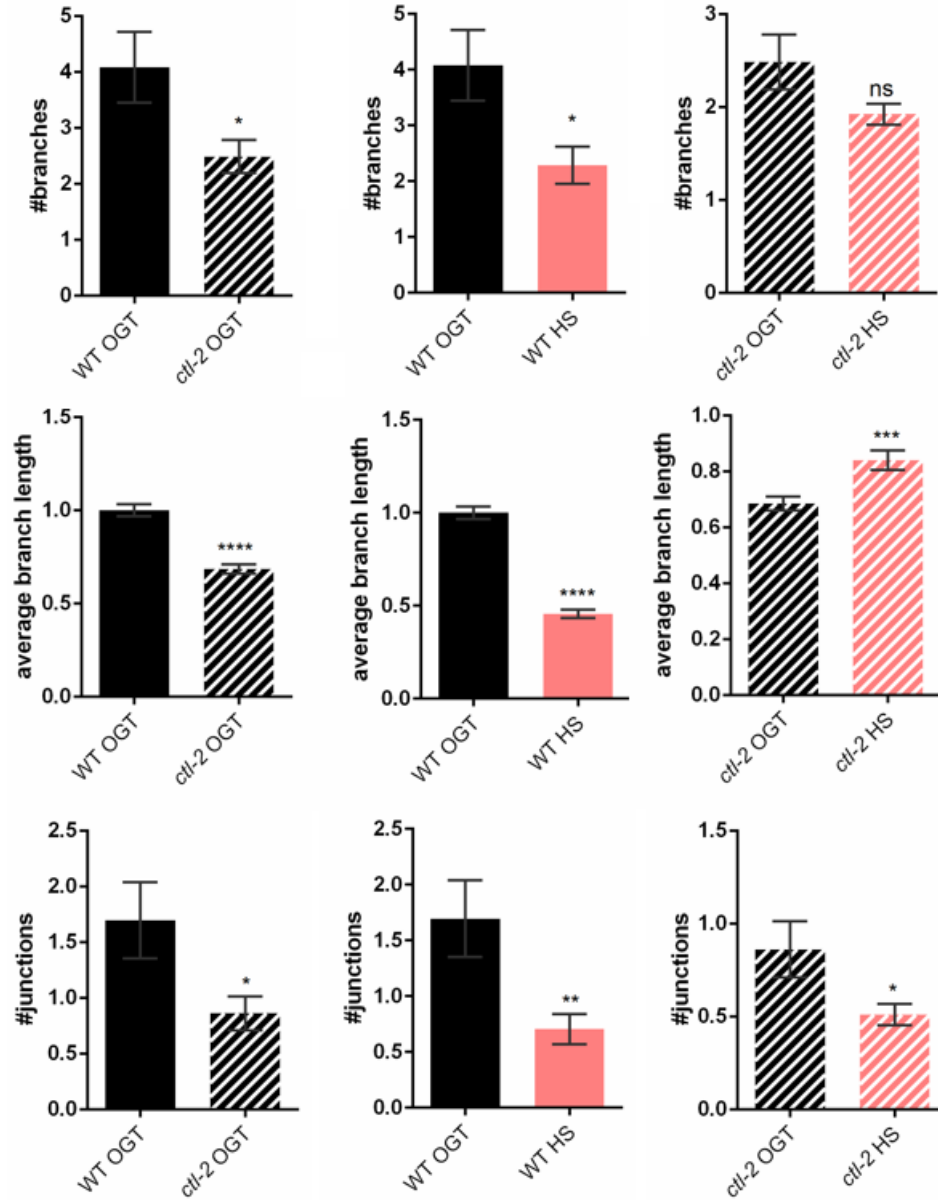 #branches
5
4
3
2
1
0
*
WT OGT
ctl-2 OGT
#branches
5
4
3
2
1
0
*
WT OGT
WT HS
#branches
3
2
1
0
ns
ctl-2 OGT
ctl-2 HS
average branch length
1.5
1.0
0.5
0.0
****
WT OGT
ctl-2 OGT
average branch length
1.5
1.0
0.5
0.0
****
WT OGT
WT HS
average branch length
1.0
0.8
0.6
0.4
0.2
0.0
***
ctl-2 OGT
ctl-2 HS
#junctions
2.5
2.0
1.5
1.0
0.5
0.0
*
WT OGT
ctl-2 OGT
#junctions
2.5
2.0
1.5
1.0
0.5
0.0
**
WT OGT
WT HS
#junctions
1.5
1.0
0.5
0.0
*
ctl-2 OGT
ctl-2 HS